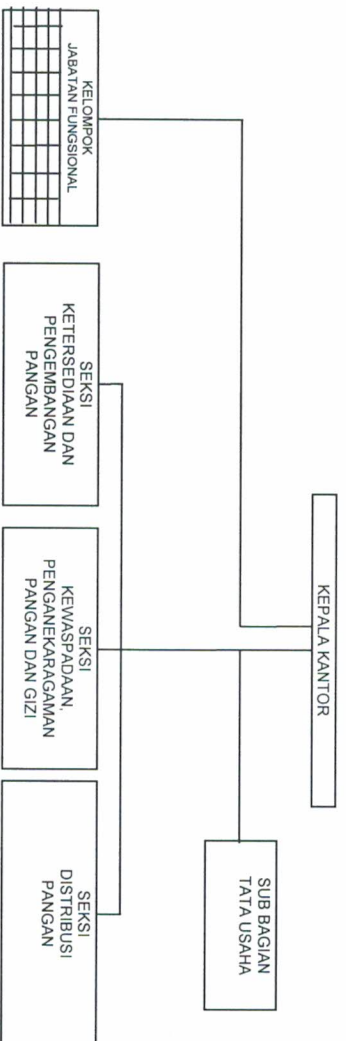 KEPALA KANTOR
SUB BAGIAN
TATA USAHA
KELOMPOK
JABATAN FUNGSIONAL
SEKSI
KETERSEDIAAN DAN
PENGEMBANGAN
PANGAN
SEKSI
KEWASPADAAN,
PENGANEKARAGAMAN
PANGAN DAN GIZI
SEKSI
DISTRIBUSI
PANGAN